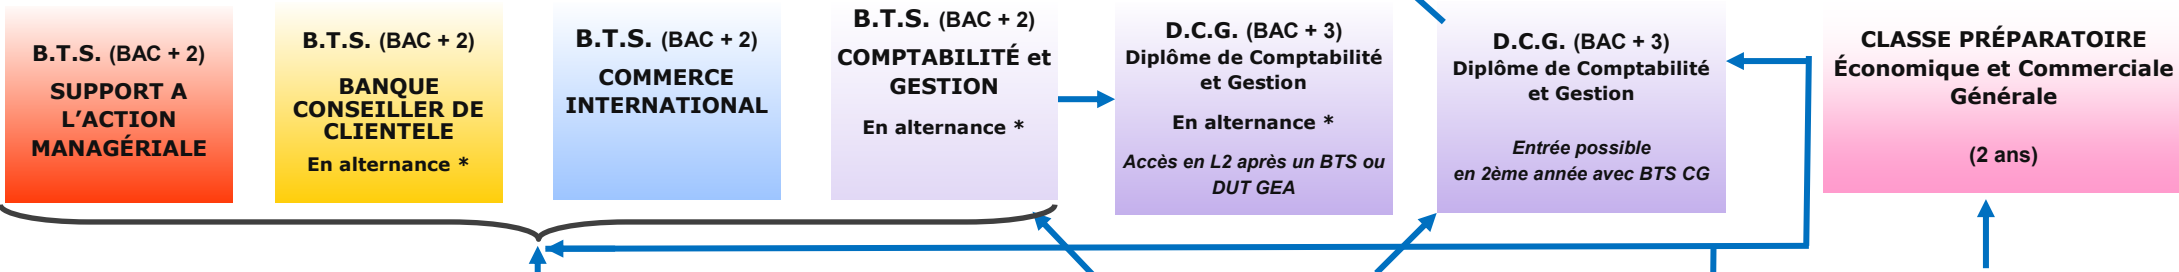 B.T.S. (BAC + 2)
SUPPORT A
L’ACTION
MANAGÉRIALE
B.T.S. (BAC + 2)
BANQUE
CONSEILLER DE
CLIENTELE
En alternance *
B.T.S. (BAC + 2)
COMMERCE
INTERNATIONAL
B.T.S. (BAC + 2)
COMPTABILITÉ et
GESTION
En alternance *
D.C.G. (BAC + 3)
Diplôme de Comptabilité
et Gestion
En alternance *
Accès en L2 après un BTS ou
DUT GEA
D.C.G. (BAC + 3)
Diplôme de Comptabilité
et Gestion
Entrée possible
en 2ème année avec BTS CG
CLASSE PRÉPARATOIRE
Économique et Commerciale
Générale
(2 ans)